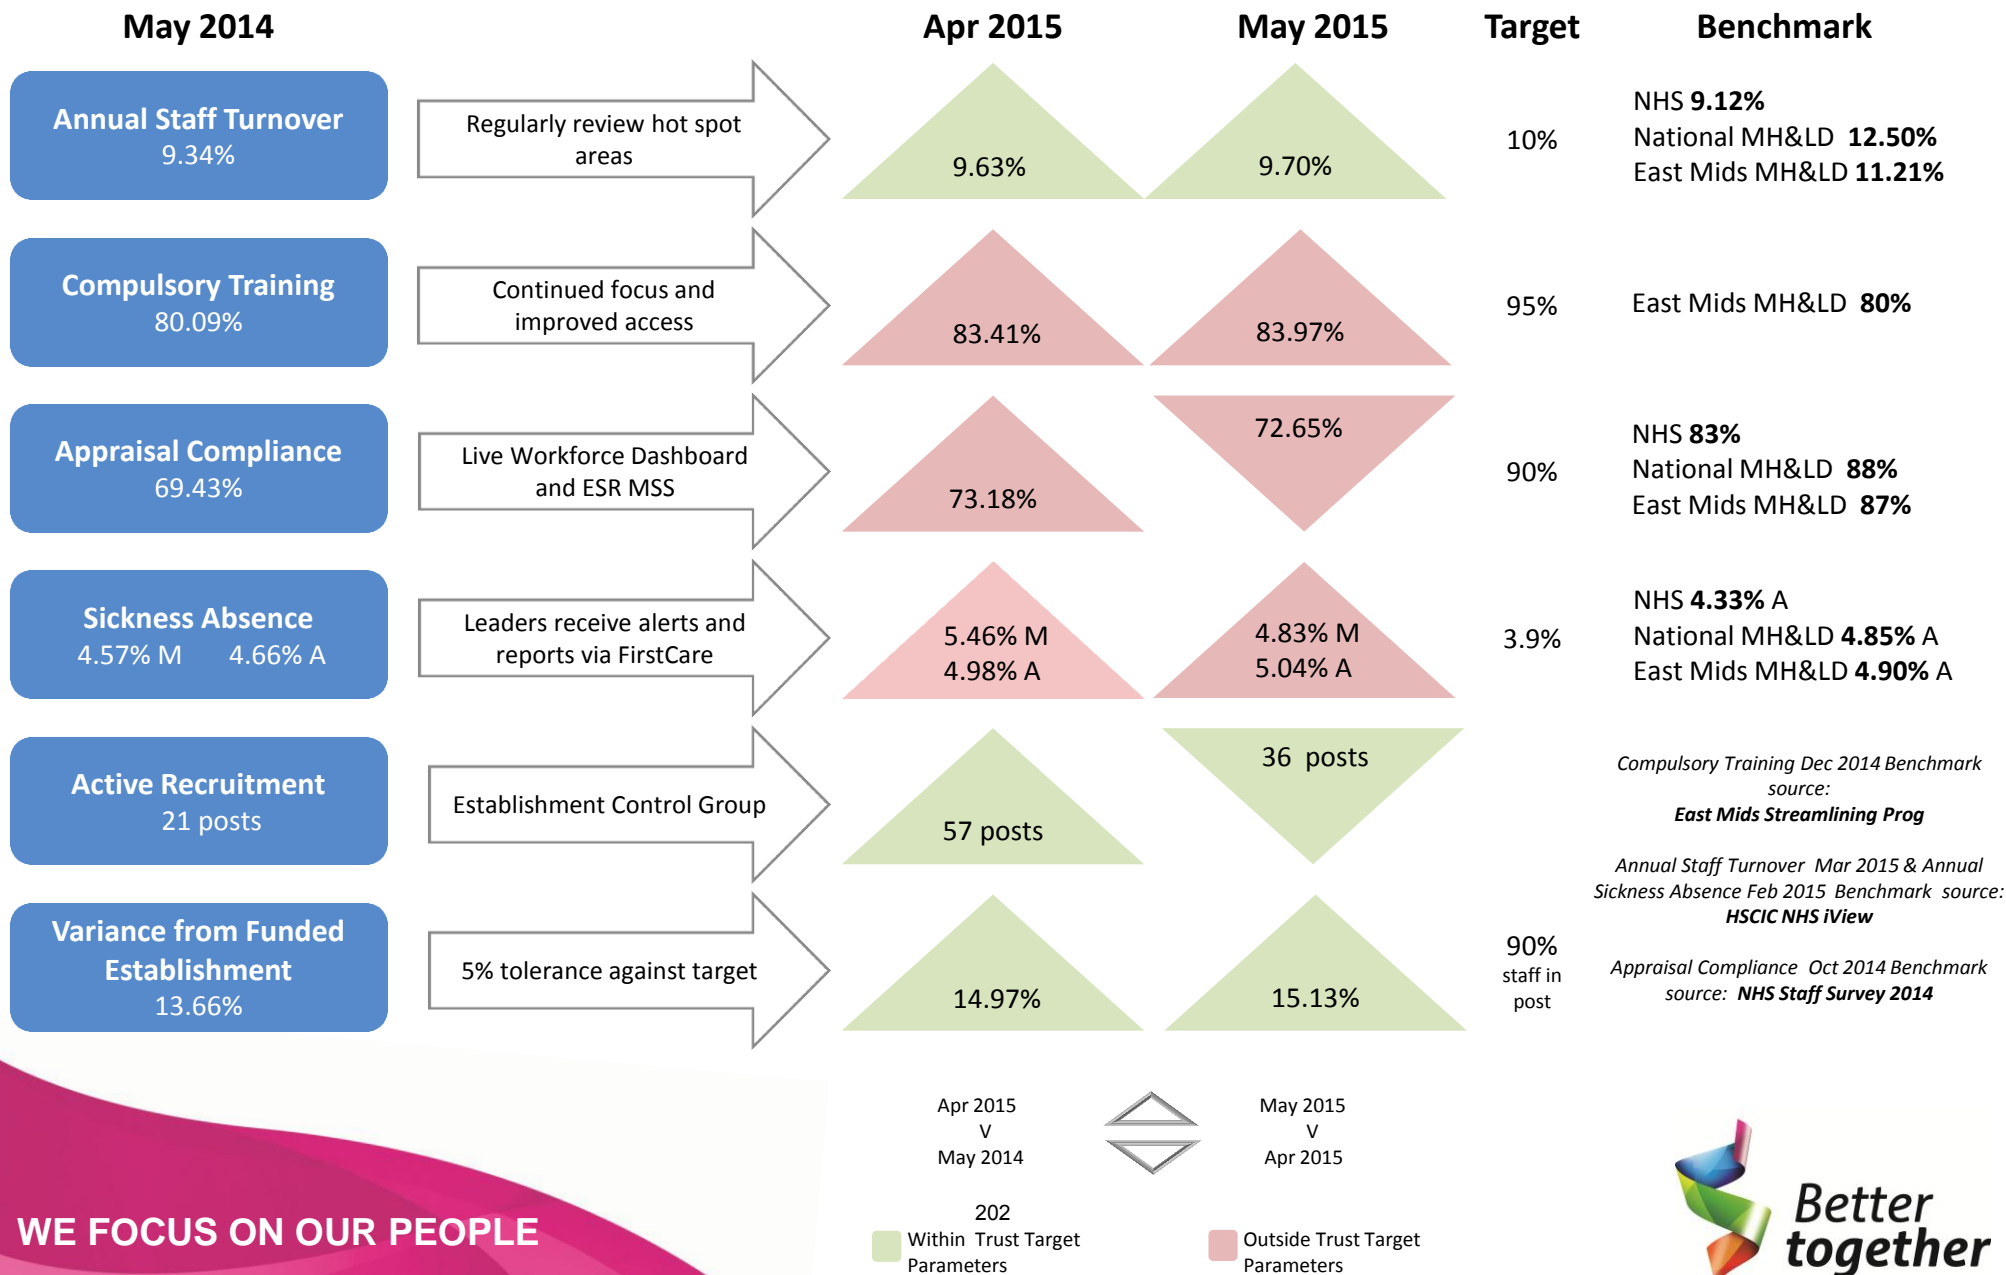 May 2014
Apr 2015
May 2015
Target
Benchmark
Annual Staff Turnover
9.34%
Regularly review hot spot
areas
9.63%
9.70%
10%
NHS 9.12%
National MH&LD 12.50%
East Mids MH&LD 11.21%
Compulsory Training
80.09%
Continued focus and
improved access
83.41%
83.97%
95%
East Mids MH&LD 80%
Appraisal Compliance
69.43%
Live Workforce Dashboard
and ESR MSS
73.18%
72.65%
90%
NHS 83%
National MH&LD 88%
East Mids MH&LD 87%
Sickness Absence
4.57% M 4.66% A
Leaders receive alerts and
reports via FirstCare
5.46% M
4.98% A
4.83% M
5.04% A
3.9%
NHS 4.33% A
National MH&LD 4.85% A
East Mids MH&LD 4.90% A
Active Recruitment
21 posts
Establishment Control Group
57 posts
36 posts
Compulsory Training Dec 2014 Benchmark
source:
East Mids Streamlining Prog
Annual Staff Turnover Mar 2015 & Annual
Sickness Absence Feb 2015 Benchmark source:
HSCIC NHS iView
Appraisal Compliance Oct 2014 Benchmark
source: NHS Staff Survey 2014
Variance from Funded
Establishment
13.66%
5% tolerance against target
14.97%
15.13%
90%
staff in
post
Apr 2015
V
May 2014
May 2015
V
Apr 2015
202
Within Trust Target
Parameters
Outside Trust Target
Parameters
WE FOCUS ON OUR PEOPLE
Better
together